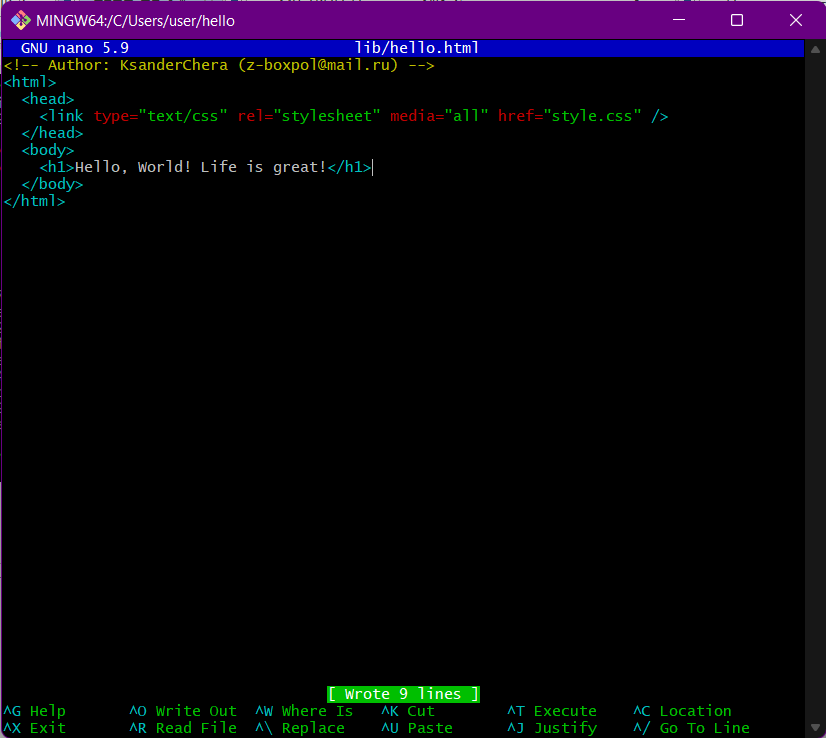 MINGW64:/C/Users/user/hello
GNU nano 5.9 lib/hello.html
<!-- Author: KsanderChera (z-boxpol@mail.ru) -->
<html>
  <head>
    <link type="text/css" rel="stylesheet" media="all" href="style.css" />
  </head>
  <body>
    <h1>Hello, World! Life is great!</h1>
  </body>
</html>
[ Wrote 9 lines ]
^G Help ^O Write Out ^W Where Is ^K Cut ^T Execute ^C Location
^X Exit ^R Read File ^\ Replace ^U Paste ^J Justify ^/ Go To Line